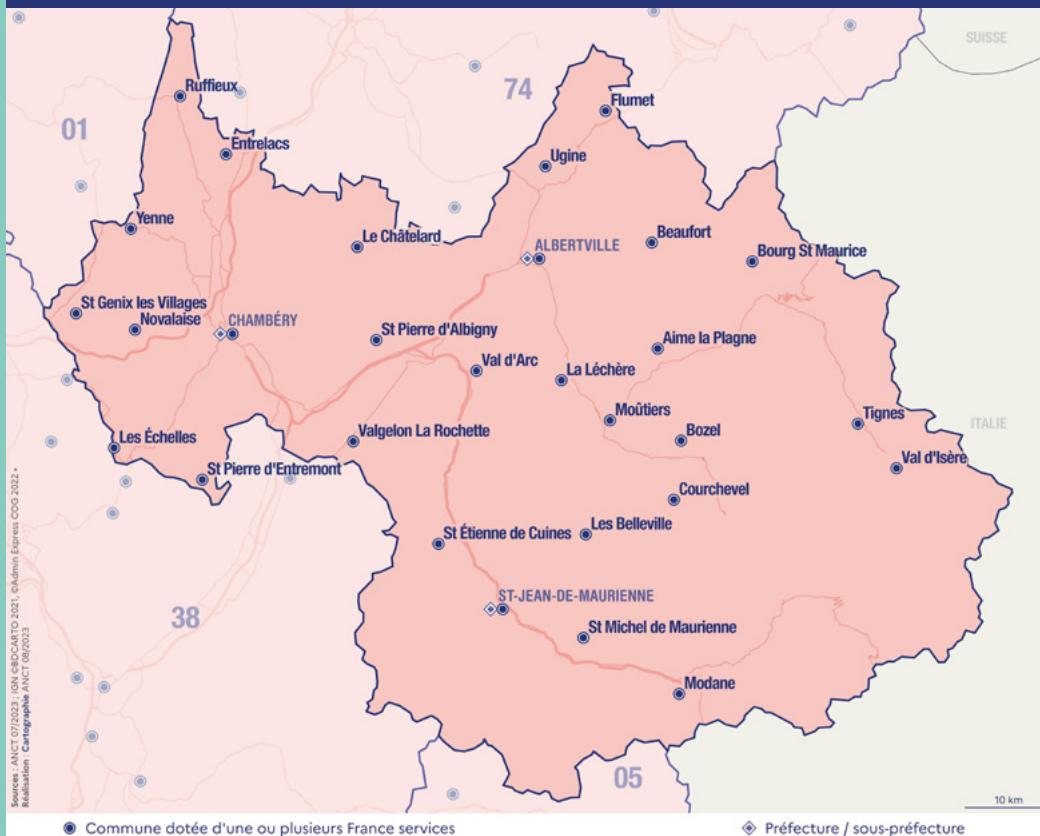 SUISSE
74
Ruffieux
Flumet
01
Entrelacs
Ugine
Yenne
Le Châtelard
ALBERTVILLE
Beaufort
Bourg St Maurice
St Genix les Villages
Novalaise
CHAMBÉRY
St Pierre d'Albigny
Aime la Plagne
Val d'Arc
La Léchère
Moûtiers
Tignes
ITALIE
Les Échelles
Valgelon La Rochette
Bozel
St Pierre d'Entremont
Val d'Isère
Courchevel
St Étienne de Cuines
Les Belleville
ST-JEAN-DE-MAURIENNE
38
St Michel de Maurienne
Modane
05
10 km
Sources : ANCT 07/2023 ; IGN ©BDCARTO 2021, ©Admin Express COG 2022 •
Réalisation : Cartographie ANCT 08/2023
Commune dotée d'une ou plusieurs France services
Préfecture / sous-préfecture